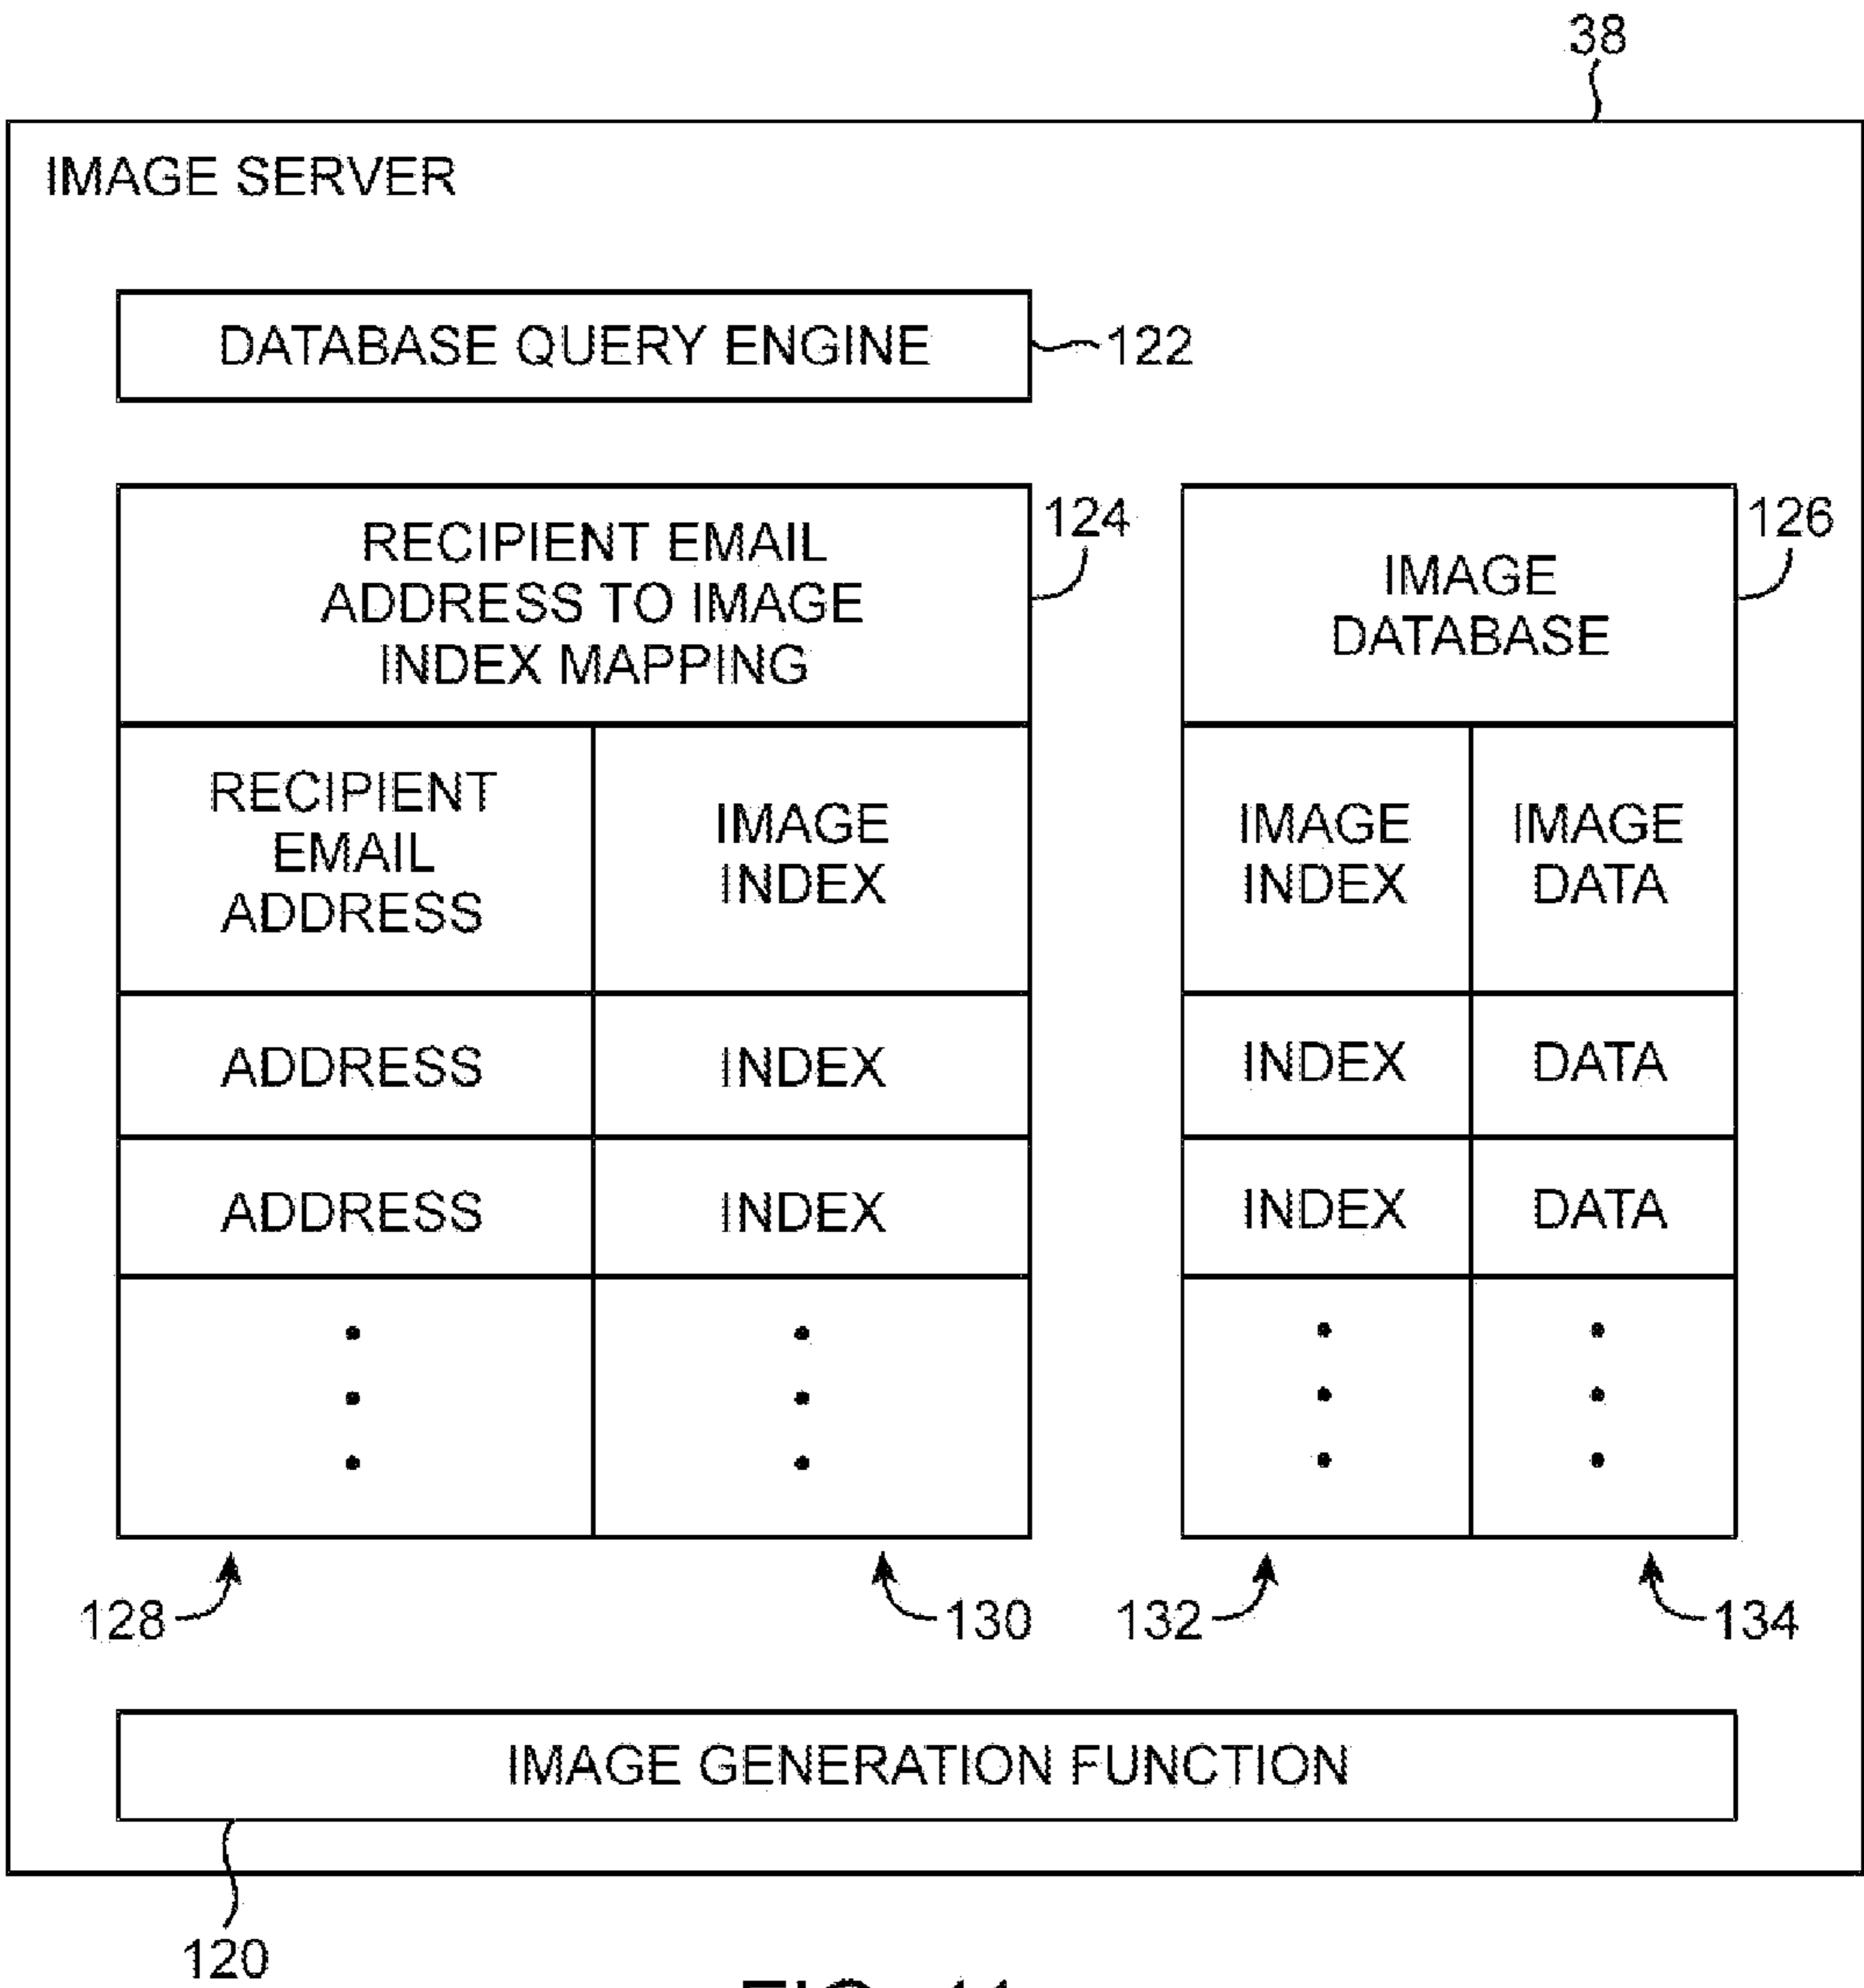 38
IMAGE SERVER
DATABASE QUERY ENGINE
122
RECIPIENT EMAIL
ADDRESS TO IMAGE
INDEX MAPPING
124
IMAGE
DATABASE
126
RECIPIENT
EMAIL
ADDRESS
IMAGE
INDEX
IMAGE
INDEX
IMAGE
DATA
ADDRESS
INDEX
INDEX
DATA
ADDRESS
INDEX
INDEX
DATA
128
130
132
134
IMAGE GENERATION FUNCTION
120